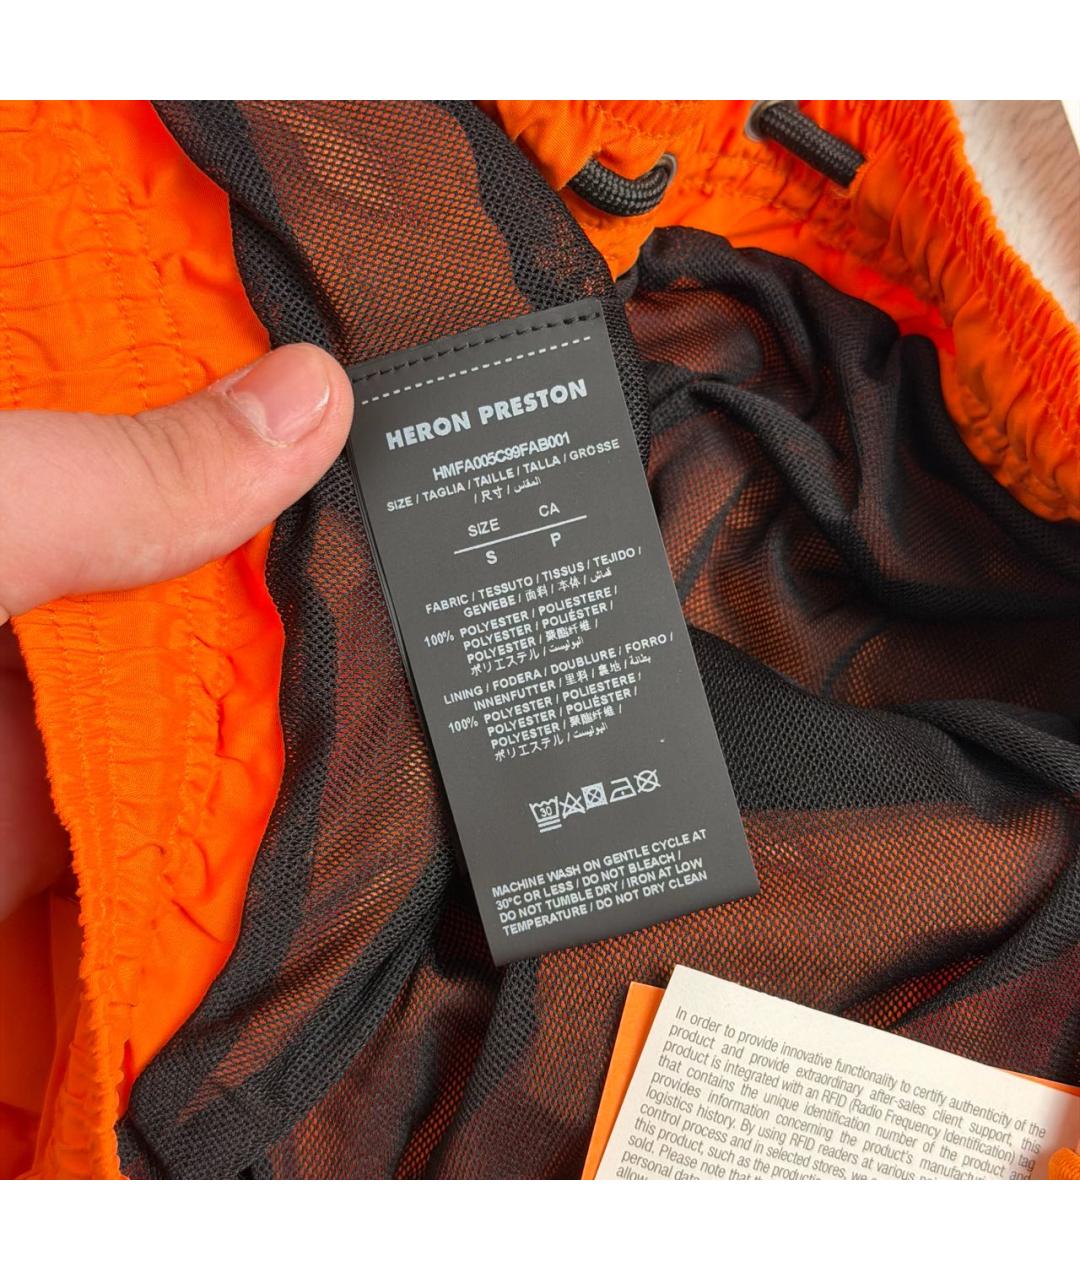 HERON PRESTON
HMFA005C99FAB001
SIZE / TAGLIA / TAILLE / TALLA / GROSSE
/ 尺寸 / المقاس
SIZE CA
S P
FABRIC / TESSUTO / TISSUS / TEJIDO /
GEWEBE / 面料 / 本体 / قماش
100% POLYESTER / POLIESTERE /
POLYESTER / POLIÉSTER /
POLYESTER / 聚酯纤维 /
ポリエステル / البوليستر
LINING / FODERA / DOUBLURE / FORRO /
INNENFUTTER / 里料 / 裏地 / بطانة
100% POLYESTER / POLIESTERE /
POLYESTER / POLIÉSTER /
POLYESTER / 聚酯纤维 /
ポリエステル / البوليستر
30
MACHINE WASH ON GENTLE CYCLE AT
30°C OR LESS / DO NOT BLEACH /
DO NOT TUMBLE DRY / IRON AT LOW
TEMPERATURE / DO NOT DRY CLEAN
In order to provide innovative functionality to certify authenticity of the
product and provide extraordinary after-sales client support, this
product is integrated with an RFID (Radio Frequency Identification) tag
that contains the unique identification number of the product and
provides information concerning the product's manufacturing
logistics history. By using RFID readers at various
control process and in selected stores, we
this product, such as the production
sold. Please note that
personal data
allow